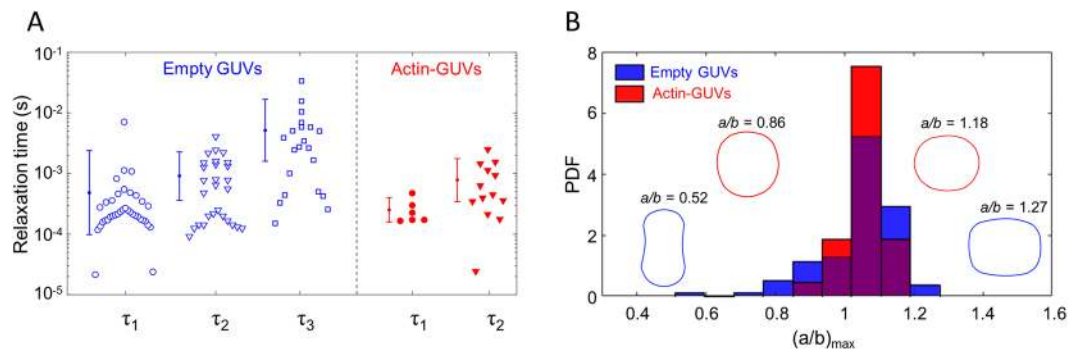 A
Relaxation time (s)
10⁻¹
10⁻²
10⁻³
10⁻⁴
10⁻⁵
Empty GUVs
Actin-GUVs
τ₁
τ₂
τ₃
τ₁
τ₂
B
PDF
8
6
4
2
0
Empty GUVs
Actin-GUVs
a/b = 0.86
a/b = 1.18
a/b = 0.52
a/b = 1.27
0.4
0.6
0.8
1
1.2
1.4
1.6
(a/b)max